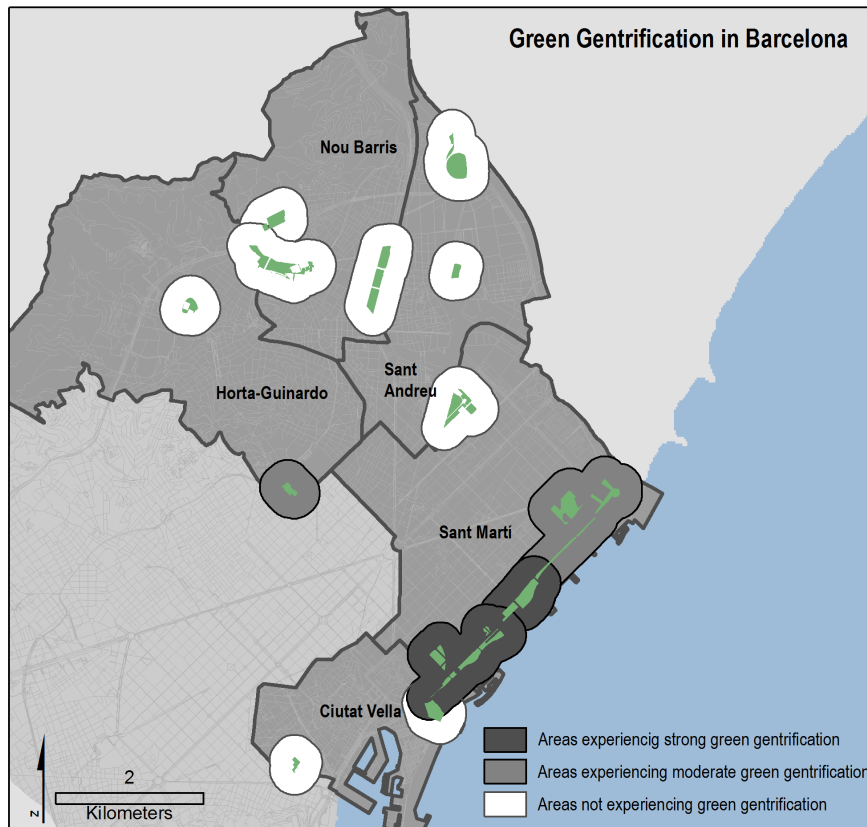 Green Gentrification in Barcelona
Nou Barris
Sant
Andreu
Horta-Guinardo
Sant Martí
Ciutat Vella
Areas experiencig strong green gentrification
Areas experiencing moderate green gentrification
Areas not experiencing green gentrification
2
Kilometers
N